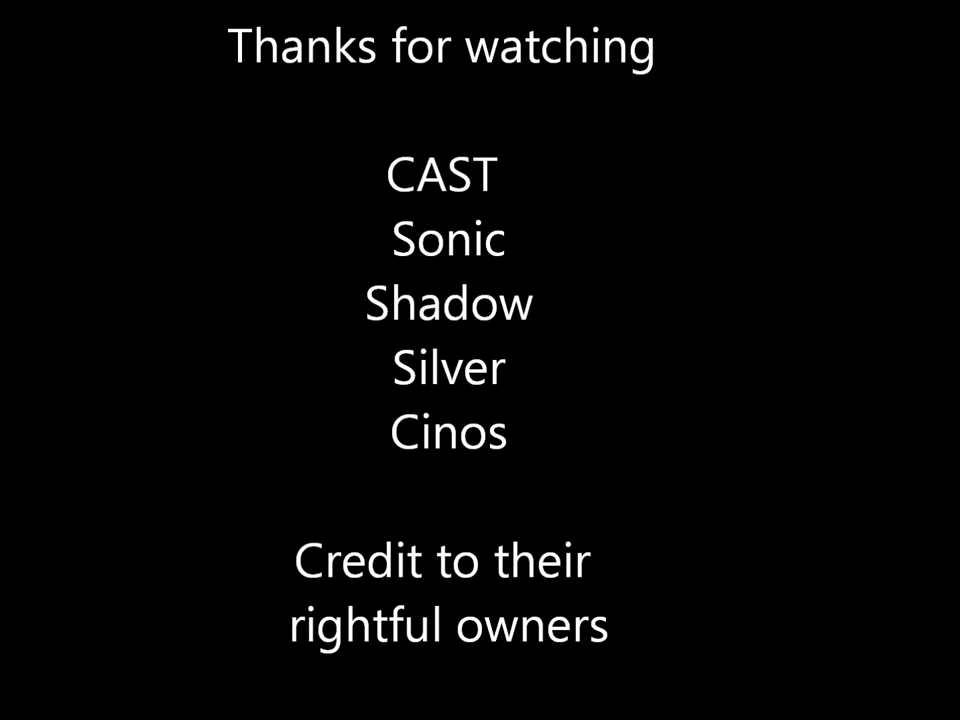 Thanks for watching
CAST
Sonic
Shadow
Silver
Cinos
Credit to their
rightful owners